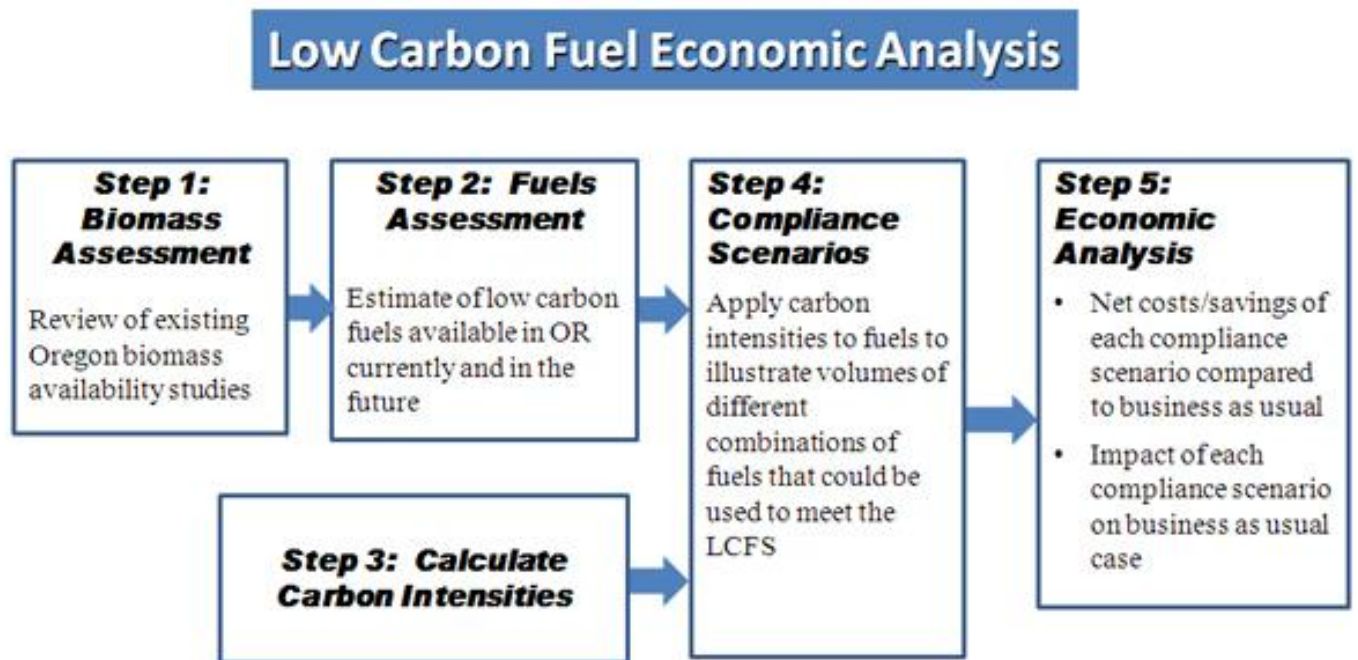 Low Carbon Fuel Economic Analysis
Step 1:
Biomass
Assessment
Review of existing
Oregon biomass
availability studies
Step 2: Fuels
Assessment
Estimate of low carbon
fuels available in OR
currently and in the
future
Step 3: Calculate
Carbon Intensities
Step 4:
Compliance
Scenarios
Apply carbon
intensities to fuels to
illustrate volumes of
different
combinations of
fuels that could be
used to meet the
LCFS
Step 5:
Economic
Analysis
• Net costs/savings of
each compliance
scenario compared
to business as usual
• Impact of each
compliance scenario
on business as usual
case